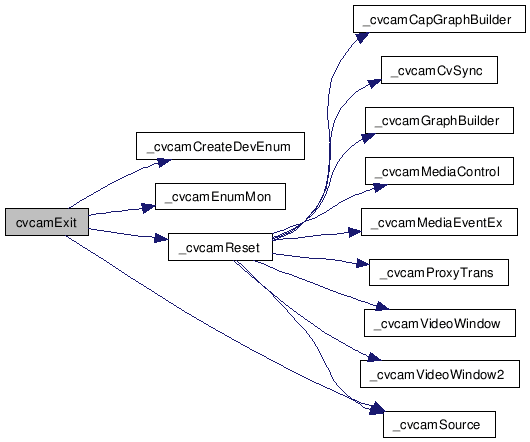 _cvcamCapGraphBuilder
_cvcamCvSync
_cvcamGraphBuilder
_cvcamCreateDevEnum
_cvcamMediaControl
_cvcamEnumMon
cvcamExit
_cvcamMediaEventEx
_cvcamReset
_cvcamProxyTrans
_cvcamVideoWindow
_cvcamVideoWindow2
_cvcamSource